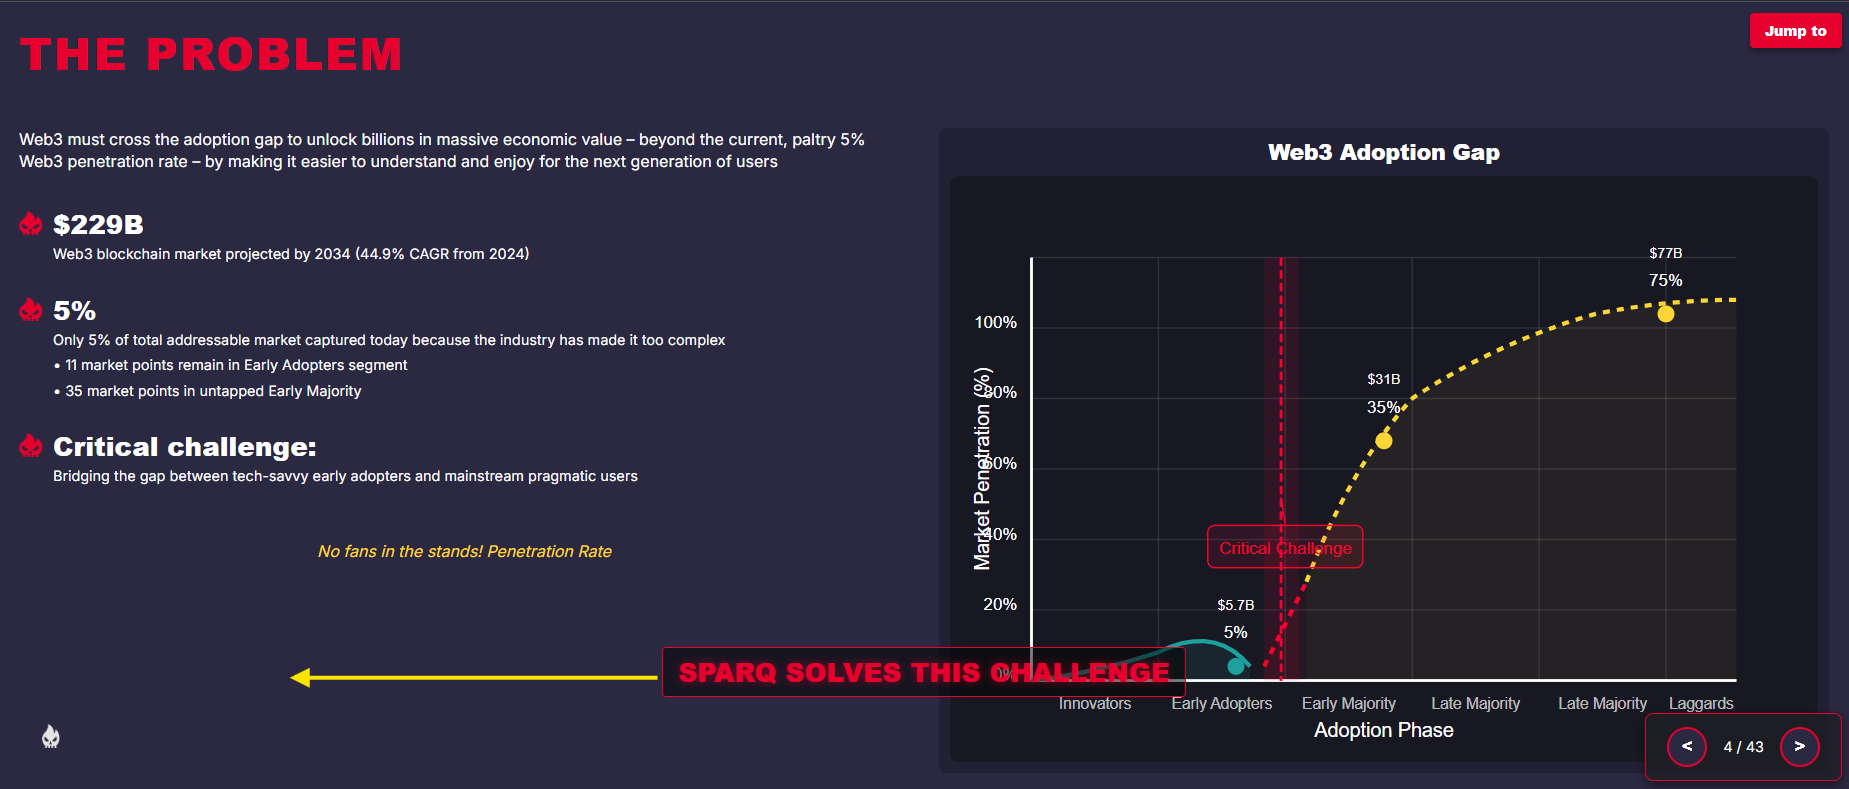 THE PROBLEM
Jump to
Web3 must cross the adoption gap to unlock billions in massive economic value – beyond the current, paltry 5%
Web3 penetration rate – by making it easier to understand and enjoy for the next generation of users
$229B
Web3 blockchain market projected by 2034 (44.9% CAGR from 2024)
5%
Only 5% of total addressable market captured today because the industry has made it too complex
• 11 market points remain in Early Adopters segment
• 35 market points in untapped Early Majority
Critical challenge:
Bridging the gap between tech-savvy early adopters and mainstream pragmatic users
No fans in the stands! Penetration Rate
SPARQ SOLVES THIS CHALLENGE
Web3 Adoption Gap
Market Penetration (%)
100%
80%
60%
40%
20%
0%
$77B
75%
$31B
35%
Critical Challenge
$5.7B
5%
Innovators
Early Adopters
Early Majority
Late Majority
Late Majority
Laggards
Adoption Phase
<
4 / 43
>